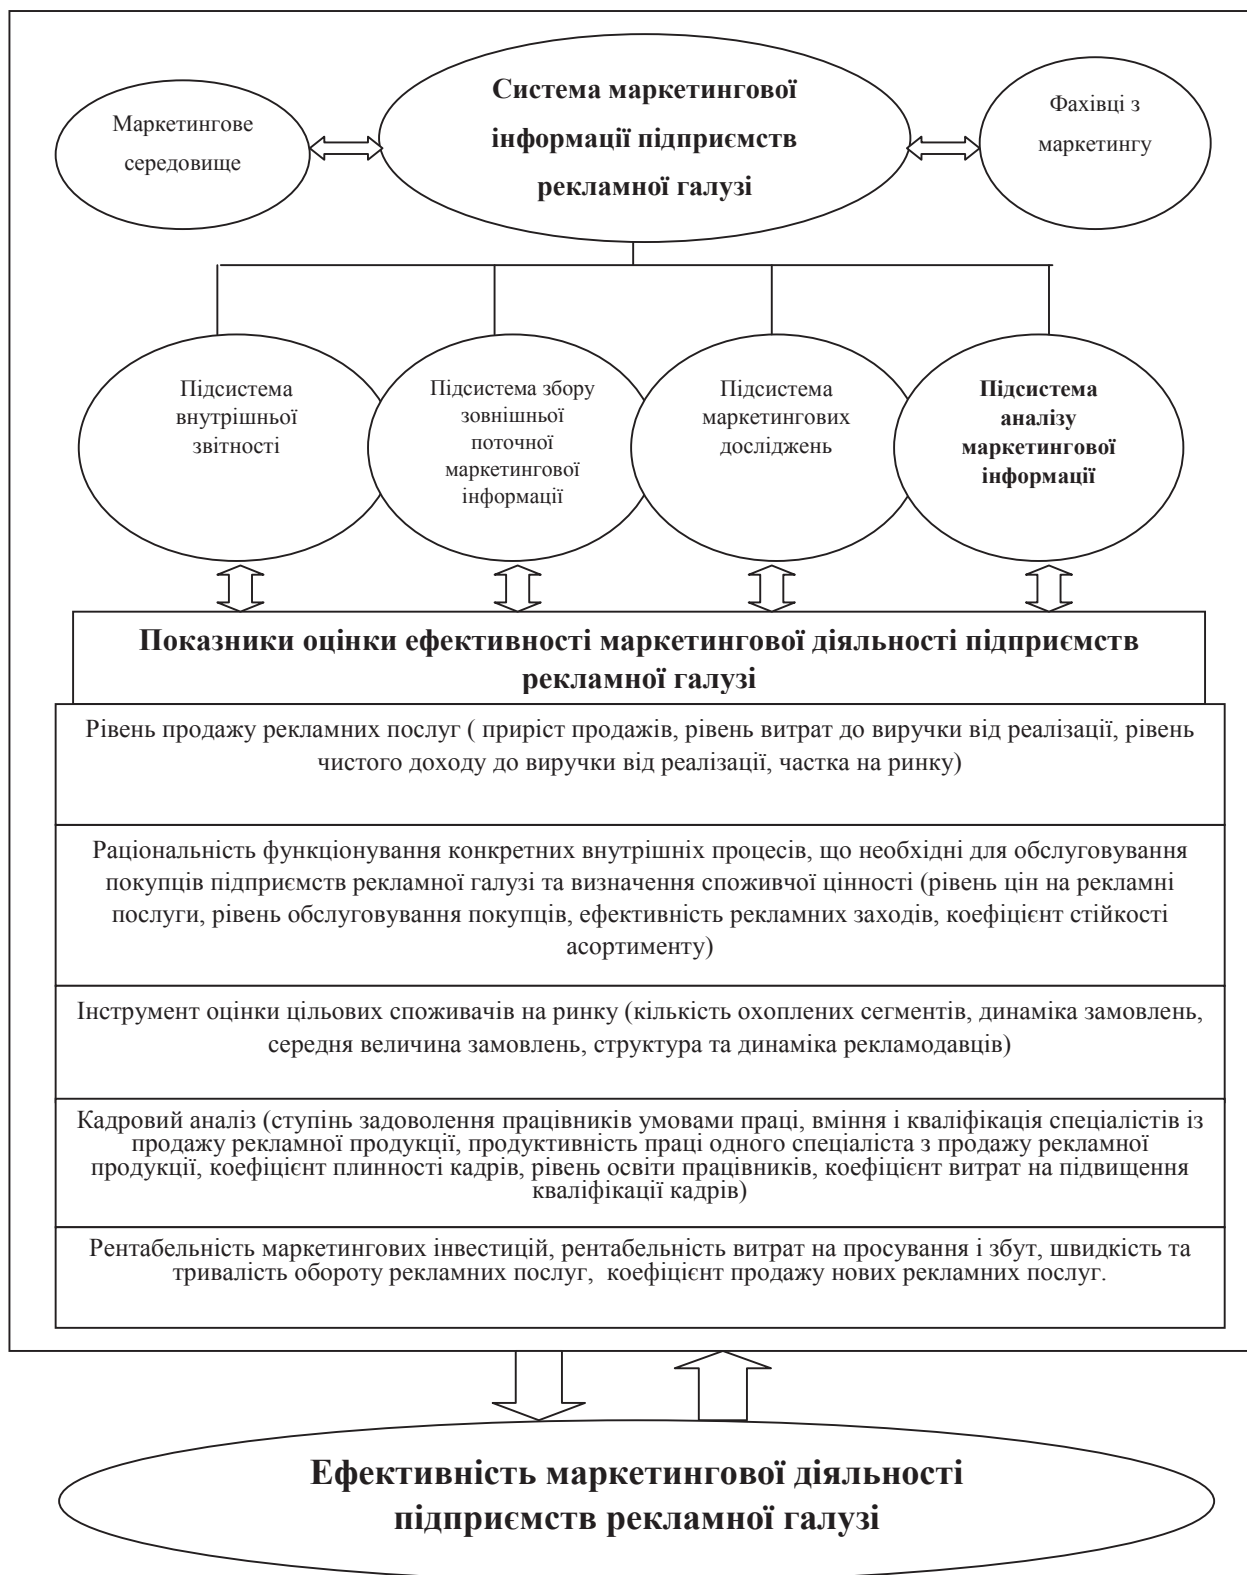 Система маркетингової
інформації підприємств
рекламної галузі
Маркетингове
середовище
Фахівці з
маркетингу
Підсистема
внутрішньої
звітності
Підсистема збору
зовнішньої
поточної
маркетингової
інформації
Підсистема
маркетингових
досліджень
Підсистема
аналізу
маркетингової
інформації
Показники оцінки ефективності маркетингової діяльності підприємств
рекламної галузі
Рівень продажу рекламних послуг ( приріст продажів, рівень витрат до виручки від реалізації, рівень
чистого доходу до виручки від реалізації, частка на ринку)
Раціональність функціонування конкретних внутрішніх процесів, що необхідні для обслуговування
покупців підприємств рекламної галузі та визначення споживчої цінності (рівень цін на рекламні
послуги, рівень обслуговування покупців, ефективність рекламних заходів, коефіцієнт стійкості
асортименту)
Інструмент оцінки цільових споживачів на ринку (кількість охоплених сегментів, динаміка замовлень,
середня величина замовлень, структура та динаміка рекламодавців)
Кадровий аналіз (ступінь задоволення працівників умовами праці, вміння і кваліфікація спеціалістів із
продажу рекламної продукції, продуктивність праці одного спеціаліста з продажу рекламної
продукції, коефіцієнт плинності кадрів, рівень освіти працівників, коефіцієнт витрат на підвищення
кваліфікації кадрів)
Рентабельність маркетингових інвестицій, рентабельність витрат на просування і збут, швидкість та
тривалість обороту рекламних послуг, коефіцієнт продажу нових рекламних послуг.
Ефективність маркетингової діяльності
підприємств рекламної галузі